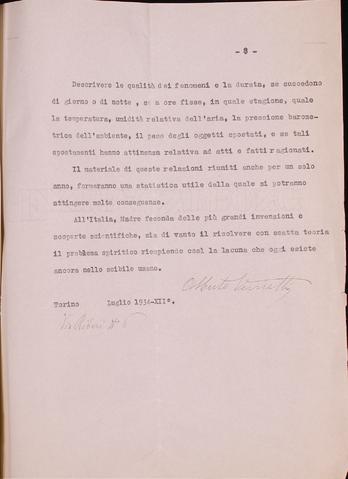 - 8 -
Descrivere le qualità dei fenomeni e la durata, se succedono
di giorno o di notte , se a ore fisse, in quale stagione, quale
la temperatura, umidità relativa dell'aria, la pressione barome-
trica dell'ambiente, il peso degli oggetti spostati, e se tali
spostamenti hanno attinenza relativa ad atti e fatti ragionati.
Il materiale di queste relazioni riuniti anche per un solo
anno, formeranno una statistica utile dalla quale si potranno
attingere molte conseguenze.
All'Italia, Madre feconda delle più grandi invenzioni e
scoperte scientifiche, sia di vanto il risolvere con esatta teoria
il problema spiritico riempiendo così la lacuna che oggi esiste
ancora nello scibile umano.
Alberto
Torino Luglio 1934-XII°.
Via N° 6